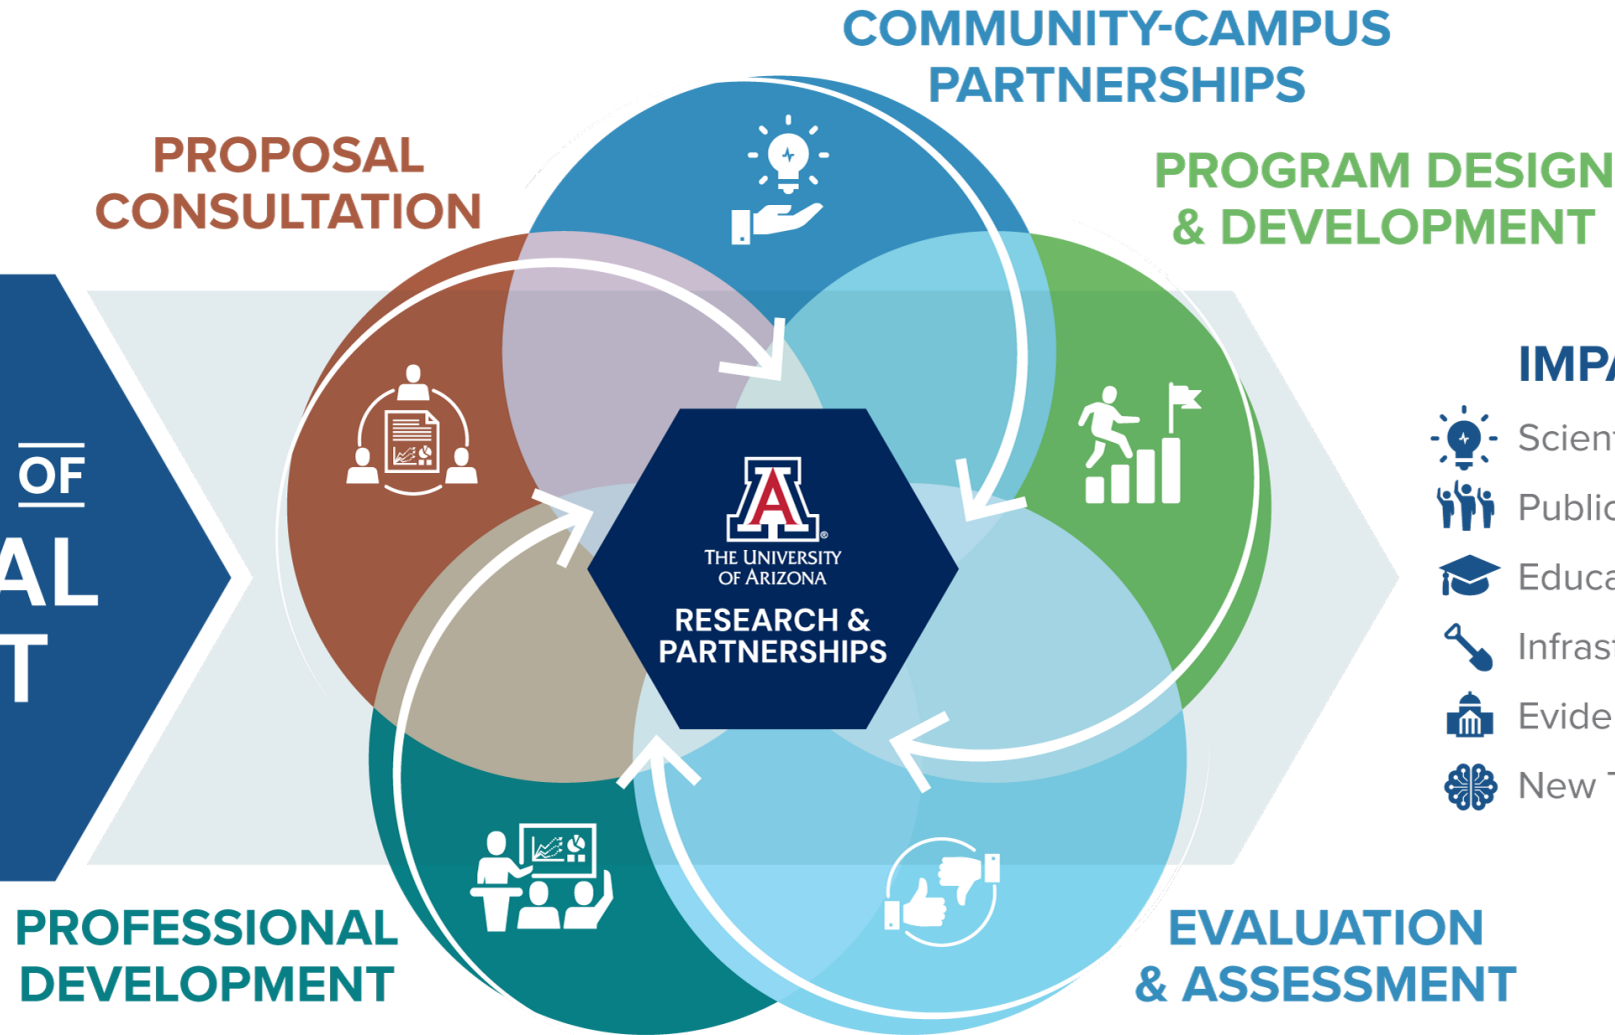 COMMUNITY-CAMPUS
PARTNERSHIPS
PROPOSAL
CONSULTATION
PROGRAM DESIGN
& DEVELOPMENT
OF
THE UNIVERSITY
OF ARIZONA
RESEARCH &
PARTNERSHIPS
New
PROFESSIONAL
DEVELOPMENT
EVALUATION
& ASSESSMENT